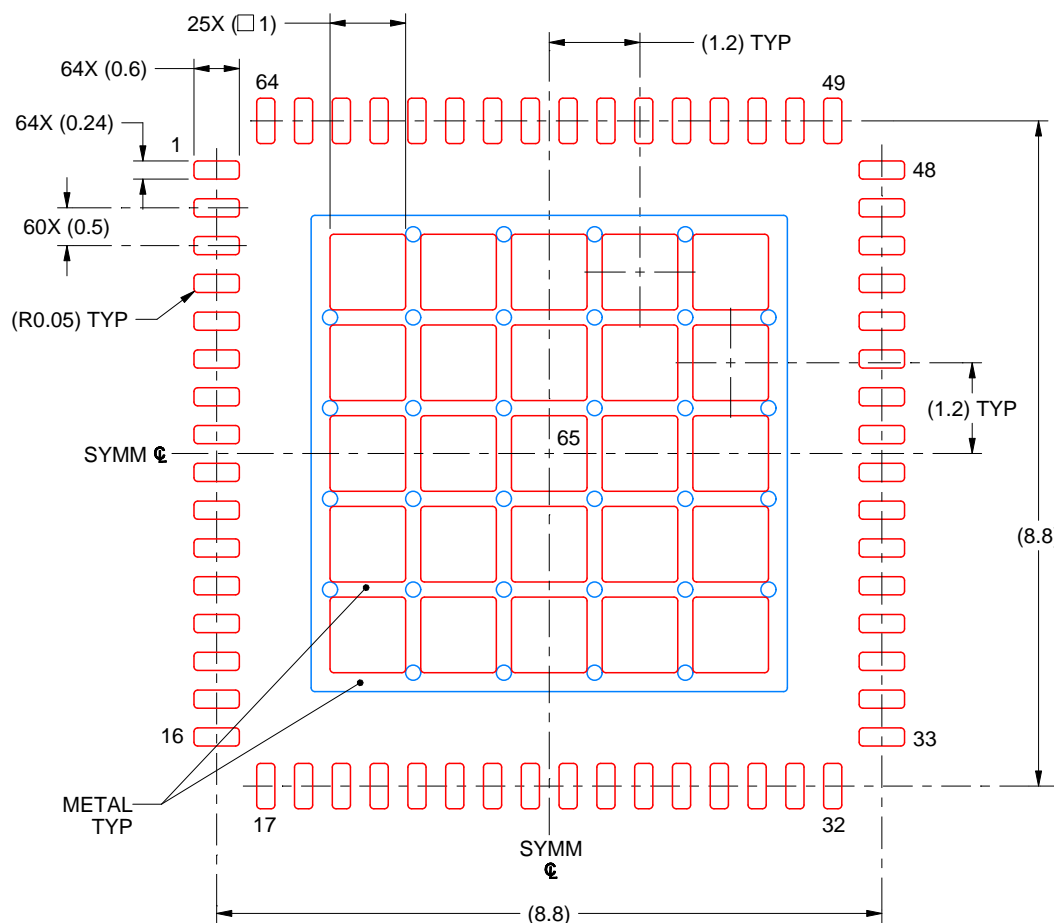 25X (□ 1)
(1.2) TYP
64X (0.6)
64
49
64X (0.24)
1
48
60X (0.5)
(R0.05) TYP
(1.2) TYP
65
SYMM ℄
(8.8
16
33
METAL
TYP
17
32
SYMM
℄
(8.8)